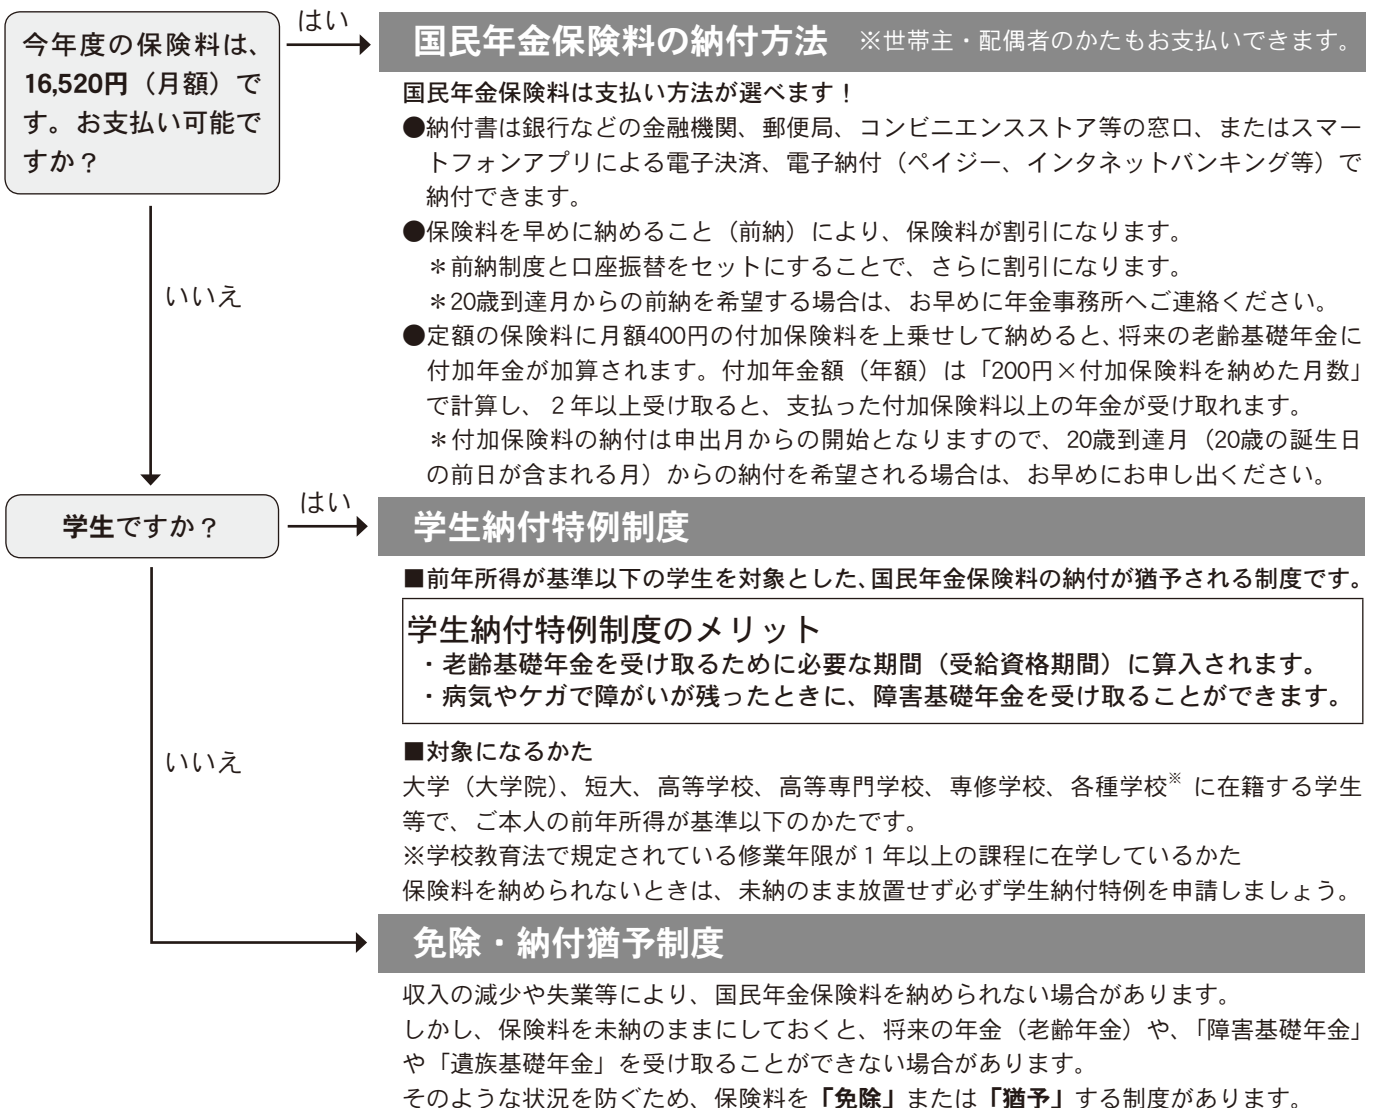 今年度の保険料は、
16,520円（月額）で
す。お支払い可能で
すか？
はい
国民年金保険料の納付方法　※世帯主・配偶者のかたもお支払いできます。
国民年金保険料は支払い方法が選べます！
●納付書は銀行などの金融機関、郵便局、コンビニエンスストア等の窓口、またはスマー
トフォンアプリによる電子決済、電子納付（ペイジー、インタネットバンキング等）で
納付できます。
●保険料を早めに納めること（前納）により、保険料が割引になります。
＊前納制度と口座振替をセットにすることで、さらに割引になります。
＊20歳到達月からの前納を希望する場合は、お早めに年金事務所へご連絡ください。
●定額の保険料に月額400円の付加保険料を上乗せして納めると、将来の老齢基礎年金に
付加年金が加算されます。付加年金額（年額）は「200円×付加保険料を納めた月数」
で計算し、２年以上受け取ると、支払った付加保険料以上の年金が受け取れます。
＊付加保険料の納付は申出月からの開始となりますので、20歳到達月（20歳の誕生日
の前日が含まれる月）からの納付を希望される場合は、お早めにお申し出ください。
いいえ
学生ですか？
はい
学生納付特例制度
■前年所得が基準以下の学生を対象とした、国民年金保険料の納付が猶予される制度です。
学生納付特例制度のメリット
・老齢基礎年金を受け取るために必要な期間（受給資格期間）に算入されます。
・病気やケガで障がいが残ったときに、障害基礎年金を受け取ることができます。
■対象になるかた
大学（大学院）、短大、高等学校、高等専門学校、専修学校、各種学校※ に在籍する学生
等で、ご本人の前年所得が基準以下のかたです。
※学校教育法で規定されている修業年限が１年以上の課程に在学しているかた
保険料を納められないときは、未納のまま放置せず必ず学生納付特例を申請しましょう。
いいえ
免除・納付猶予制度
収入の減少や失業等により、国民年金保険料を納められない場合があります。
しかし、保険料を未納のままにしておくと、将来の年金（老齢年金）や、「障害基礎年金」
や「遺族基礎年金」を受け取ることができない場合があります。
そのような状況を防ぐため、保険料を「免除」または「猶予」する制度があります。